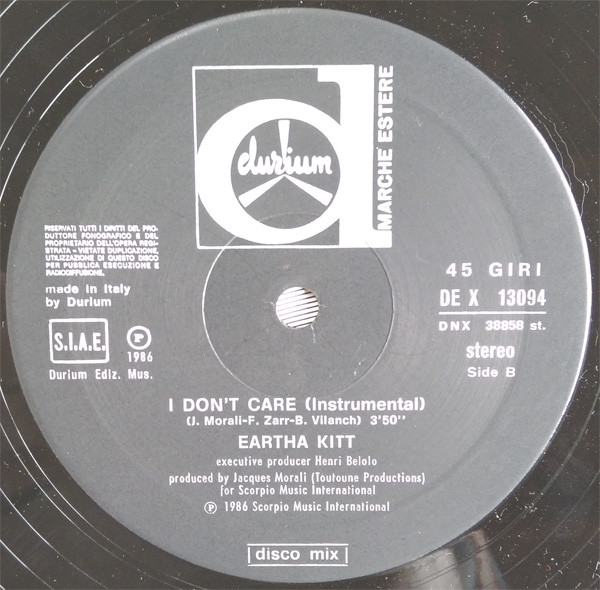 durium
MARCHE ESTERE
RISERVATI TUTTI I DIRITTI DEL PRO-
DUTTORE FONOGRAFICO E DEL
PROPRIETARIO DELL'OPERA REGI-
STRATA - VIETATE DUPLICAZIONE,
UTILIZZAZIONE DI QUESTO DISCO
PER PUBBLICA ESECUZIONE E
RADIODIFFUSIONE.
made in Italy
by Durium
S.I.A.E.
℗
1986
Durium Ediz. Mus.
45 GIRI
DE X 13094
DNX 38858 st.
stereo
Side B
I DON'T CARE (Instrumental)
(J. Morali-F. Zarr-B. Vilanch) 3'50''
EARTHA KITT
executive producer Henri Belolo
produced by Jacques Morali (Toutoune Productions)
for Scorpio Music International
℗ 1986 Scorpio Music International
disco mix